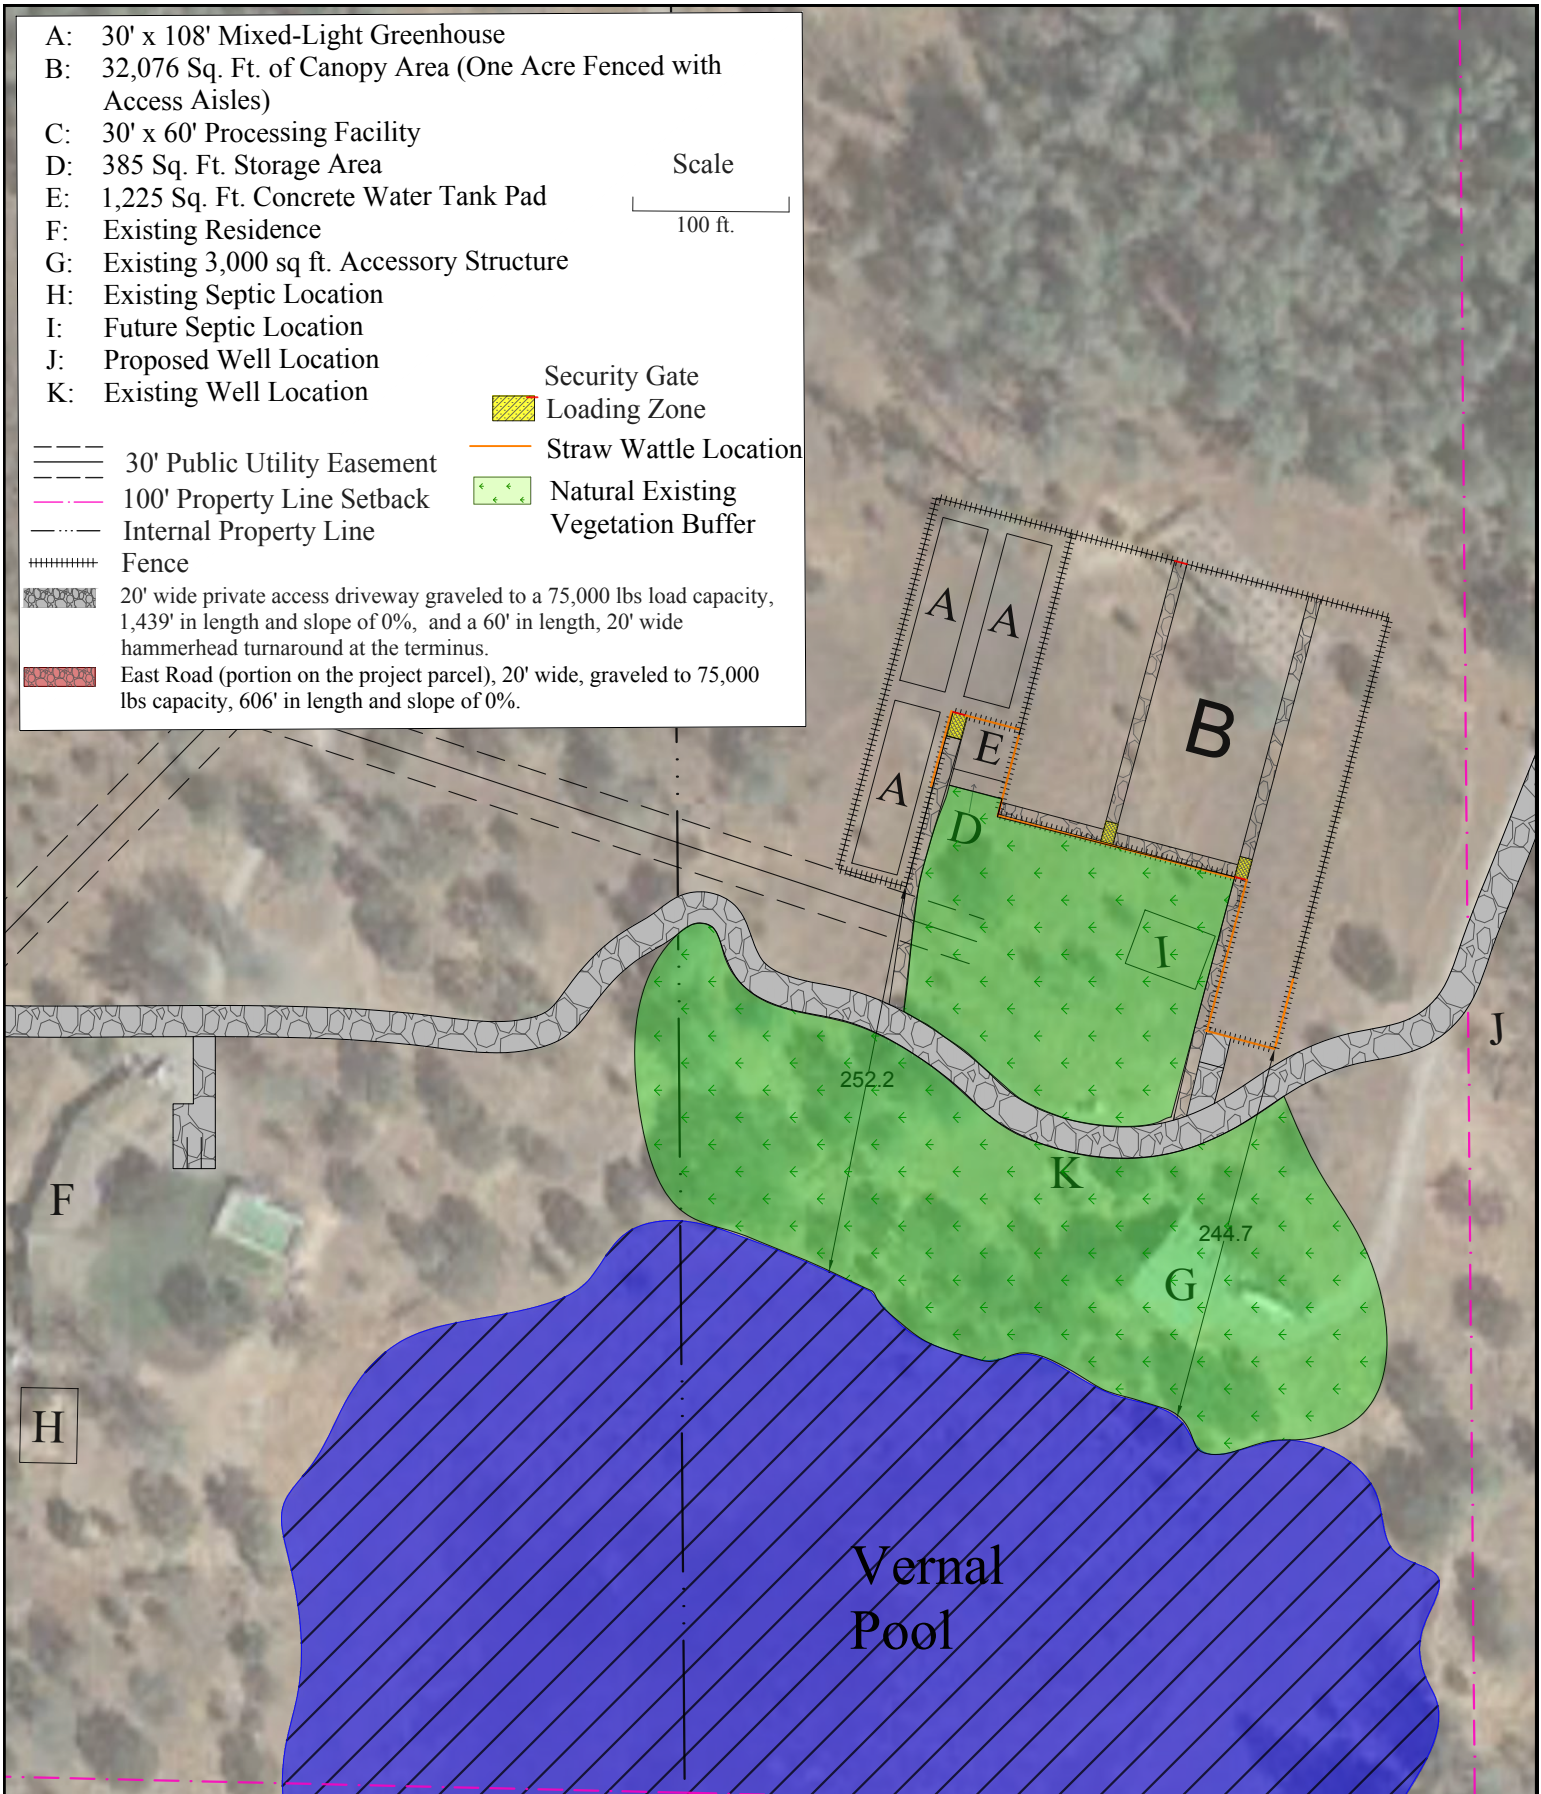 A: 30' x 108' Mixed-Light Greenhouse
B: 32,076 Sq. Ft. of Canopy Area (One Acre Fenced with
Access Aisles)
C: 30' x 60' Processing Facility
D: 385 Sq. Ft. Storage Area
E: 1,225 Sq. Ft. Concrete Water Tank Pad
F: Existing Residence
G: Existing 3,000 sq ft. Accessory Structure
H: Existing Septic Location
I: Future Septic Location
J: Proposed Well Location
K: Existing Well Location
Scale
100 ft.
Security Gate
Loading Zone
Straw Wattle Location
Natural Existing
Vegetation Buffer
30' Public Utility Easement
100' Property Line Setback
Internal Property Line
Fence
20' wide private access driveway graveled to a 75,000 lbs load capacity,
1,439' in length and slope of 0%, and a 60' in length, 20' wide
hammerhead turnaround at the terminus.
East Road (portion on the project parcel), 20' wide, graveled to 75,000
lbs capacity, 606' in length and slope of 0%.
A
A
B
E
A
D
I
J
252.2
K
F
244.7
G
H
Vernal
Pool